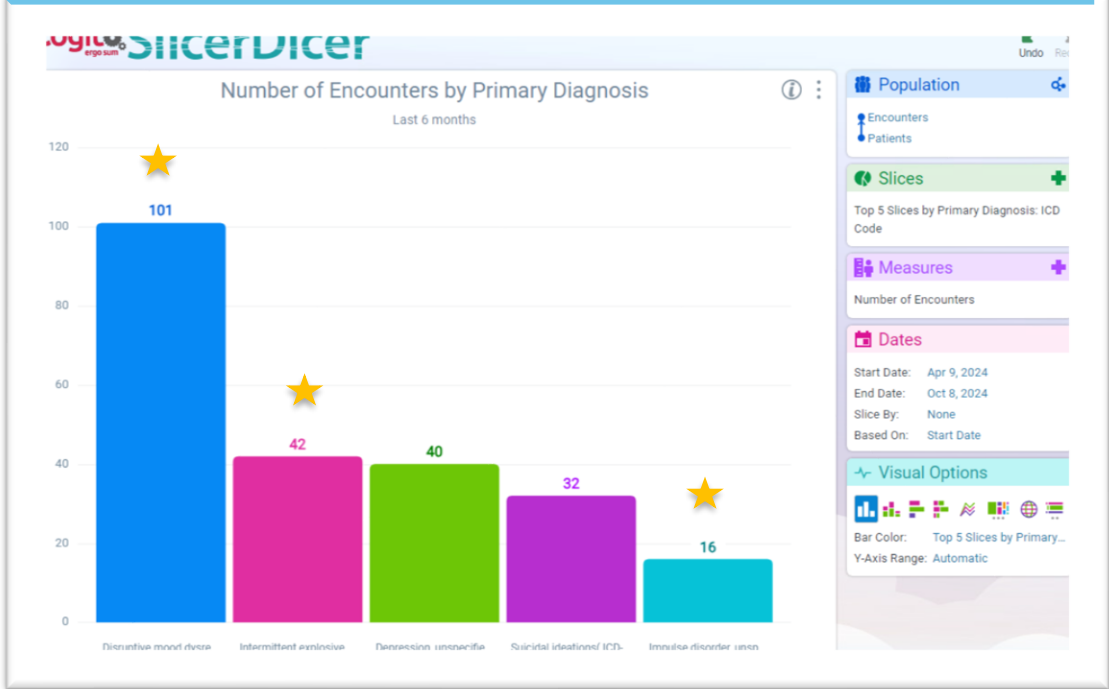 Cogito
ergo sum
SlicerDicer
Undo
Number of Encounters by Primary Diagnosis
Last 6 months
120
100
80
60
40
20
0
101
42
40
32
16
Disruptive mood dysre
Intermittent explosive
Depression, unspecifie
Suicidal ideations( ICD-
Impulse disorder, unsp
Population
Encounters
Patients
Slices
Top 5 Slices by Primary Diagnosis: ICD
Code
Measures
Number of Encounters
Dates
Start Date: Apr 9, 2024
End Date: Oct 8, 2024
Slice By: None
Based On: Start Date
Visual Options
Bar Color: Top 5 Slices by Primary...
Y-Axis Range: Automatic